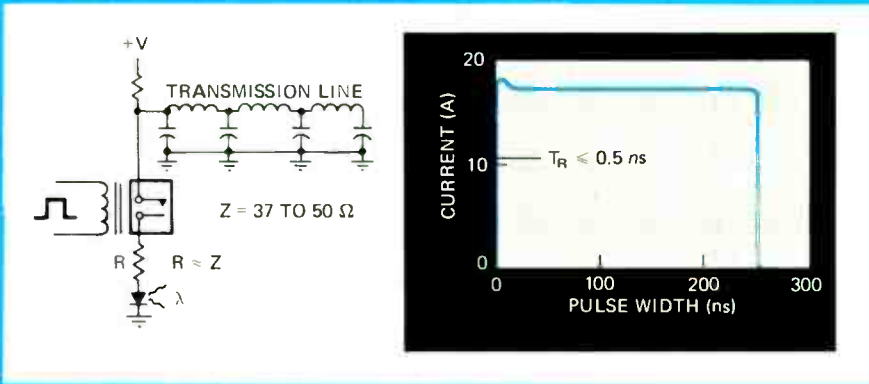 +V
TRANSMISSION LINE
Z = 37 TO 50 Ω
R
R ≈ Z
λ
CURRENT (A)
20
10
0
T_R ⩽ 0.5 ns
0
100
200
300
PULSE WIDTH (ns)